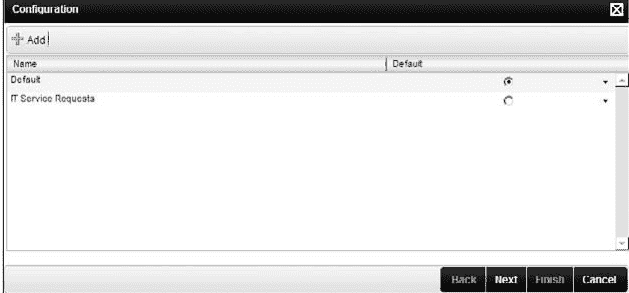 Configuration
Add
Name Default
Default
IT Service Requests
Back Next Finish Cancel